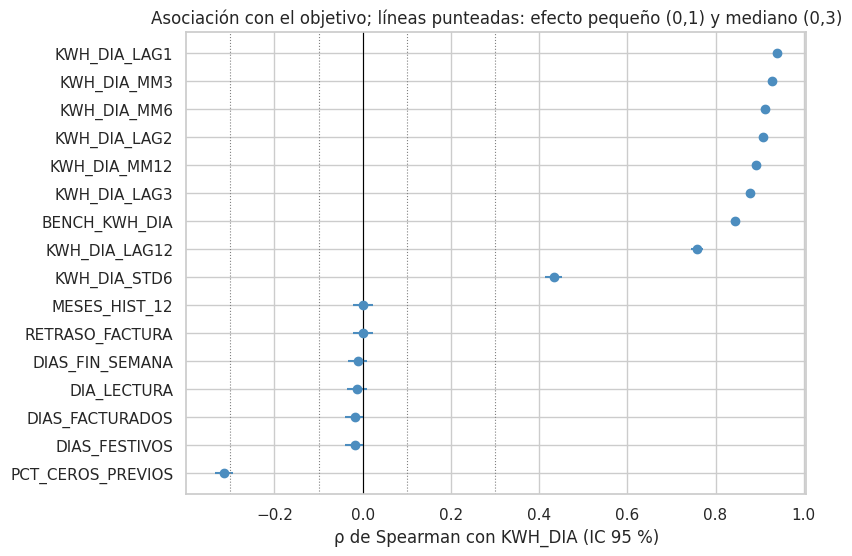 Asociación con el objetivo; líneas punteadas: efecto pequeño (0,1) y mediano (0,3)
KWH_DIA_LAG1
KWH_DIA_MM3
KWH_DIA_MM6
KWH_DIA_LAG2
KWH_DIA_MM12
KWH_DIA_LAG3
BENCH_KWH_DIA
KWH_DIA_LAG12
KWH_DIA_STD6
MESES_HIST_12
RETRASO_FACTURA
DIAS_FIN_SEMANA
DIA_LECTURA
DIAS_FACTURADOS
DIAS_FESTIVOS
PCT_CEROS_PREVIOS
−0.2 0.0 0.2 0.4 0.6 0.8 1.0
ρ de Spearman con KWH_DIA (IC 95 %)